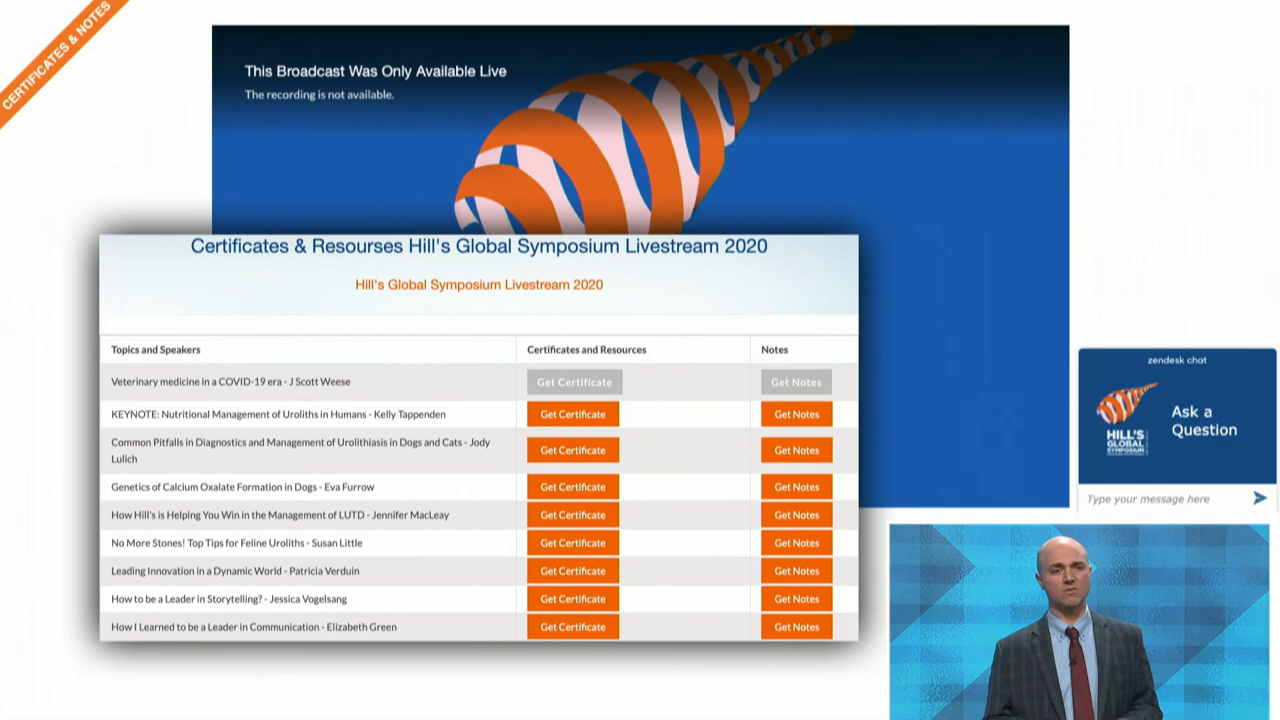 CERTIFICATES & NOTES
This Broadcast Was Only Available Live
The recording is not available.
Certificates & Resourses Hill's Global Symposium Livestream 2020
Hill's Global Symposium Livestream 2020
Topics and Speakers Certificates and Resources Notes
Veterinary medicine in a COVID-19 era - J Scott Weese Get Certificate Get Notes
KEYNOTE: Nutritional Management of Uroliths in Humans - Kelly Tappenden Get Certificate Get Notes
Common Pitfalls in Diagnostics and Management of Urolithiasis in Dogs and Cats - Jody
Lulich
Get Certificate Get Notes
Genetics of Calcium Oxalate Formation in Dogs - Eva Furrow Get Certificate Get Notes
How Hill's is Helping You Win in the Management of LUTD - Jennifer MacLeay Get Certificate Get Notes
No More Stones! Top Tips for Feline Uroliths - Susan Little Get Certificate Get Notes
Leading Innovation in a Dynamic World - Patricia Verduin Get Certificate Get Notes
How to be a Leader in Storytelling? - Jessica Vogelsang Get Certificate Get Notes
How I Learned to be a Leader in Communication - Elizabeth Green Get Certificate Get Notes
zendesk chat
HILL'S
GLOBAL
SYMPOSIUM
Ask a
Question
Type your message here